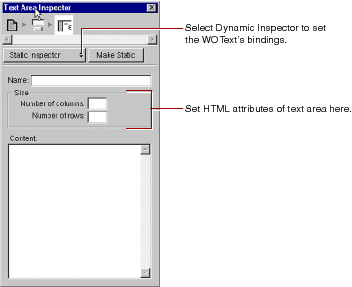 Text Area Inspector
Select Dynamic Inspector to set
the WOText's bindings.
Static Inspector
Make Static
Name:
Size
Number of columns:
Number of rows:
Set HTML attributes of text area here.
Content: